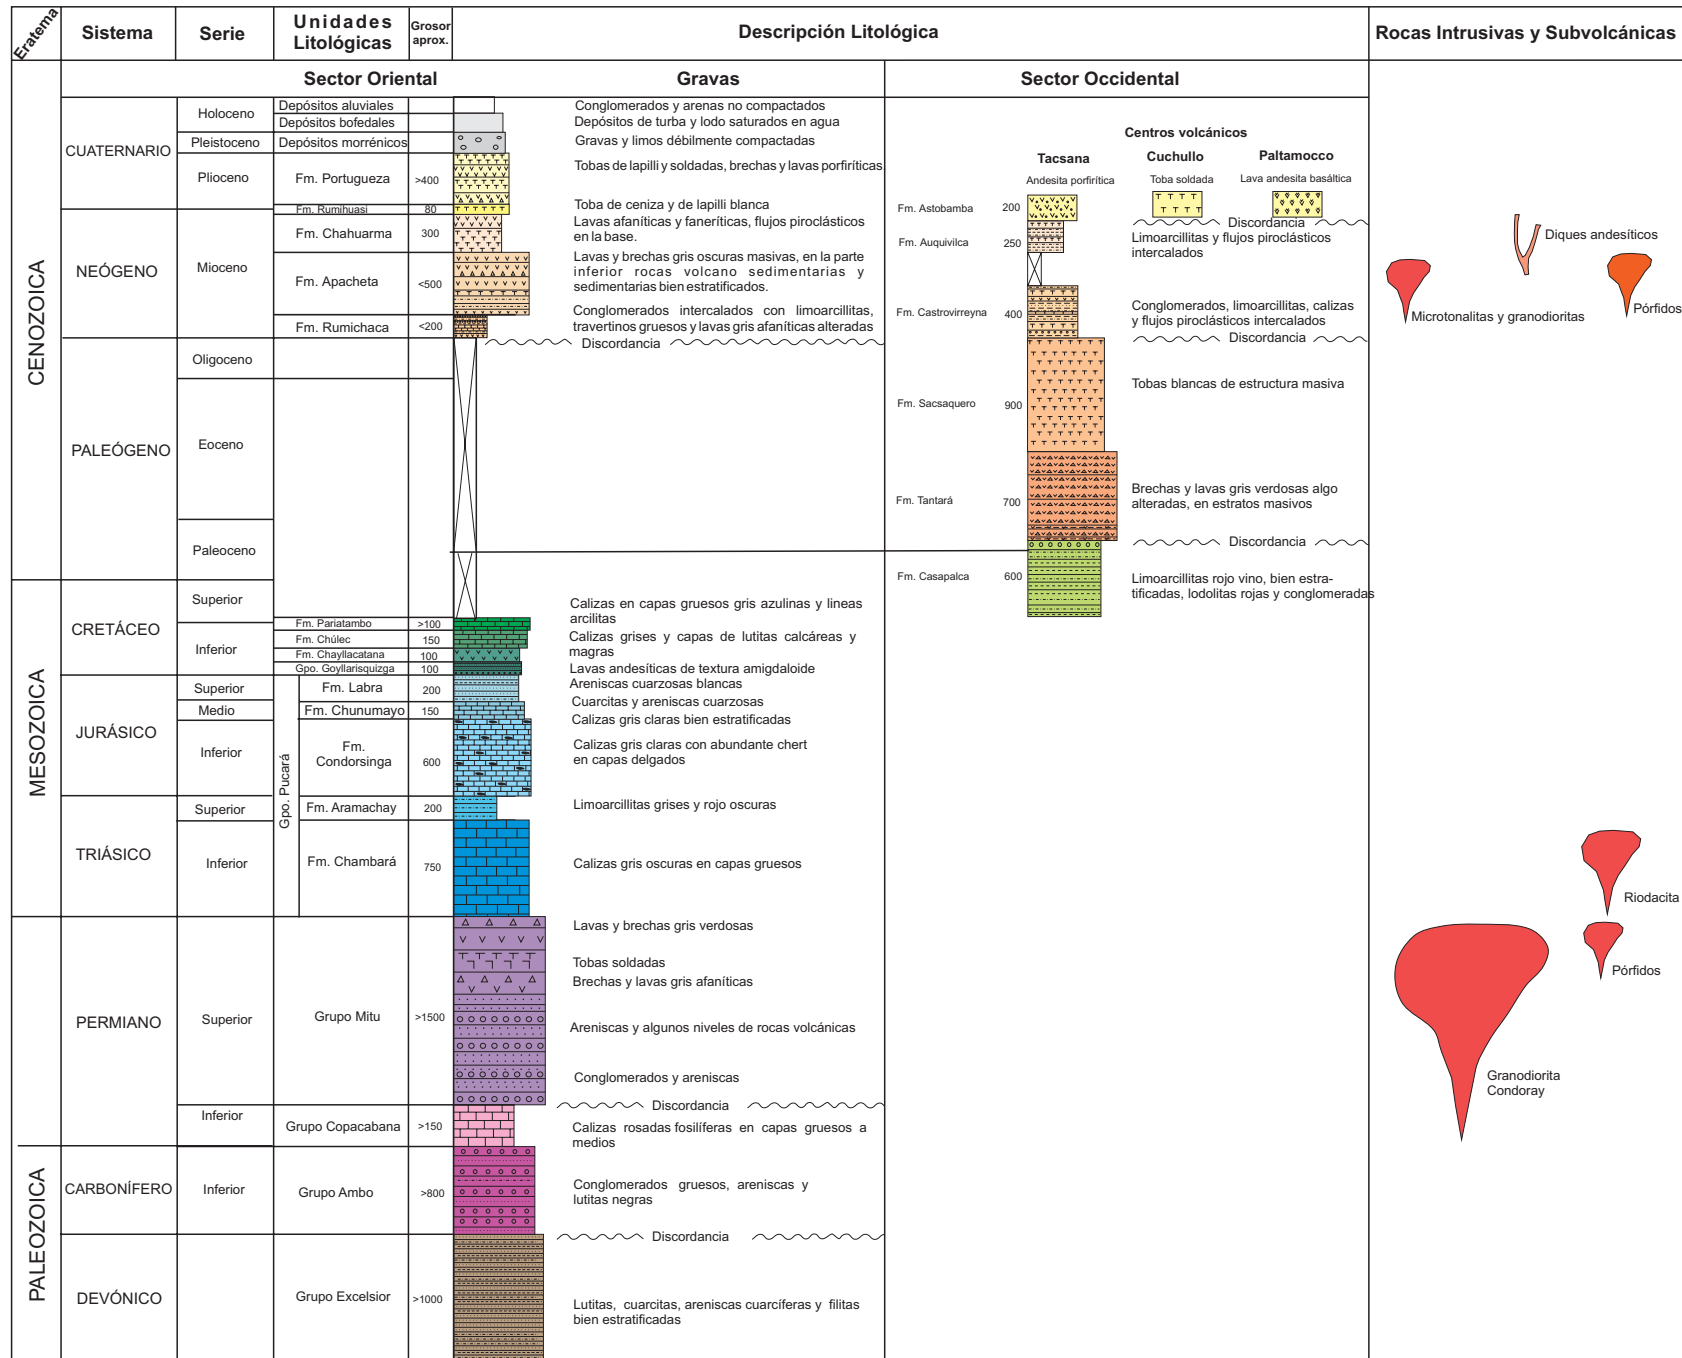 Eratema
Sistema
Serie
Unidades
Litológicas
Grosor
aprox.
Descripción Litológica
Rocas Intrusivas y Subvolcánicas
Sector Oriental
Gravas
Sector Occidental
CENOZOICA
CUATERNARIO
Holoceno
Depósitos aluviales
Conglomerados y arenas no compactados
Depósitos bofedales
Depósitos de turba y lodo saturados en agua
Pleistoceno
Depósitos morrénicos
Gravas y limos débilmente compactadas
Plioceno
Fm. Portugueza
>400
Tobas de lapilli y soldadas, brechas y lavas porfiríticas.
NEÓGENO
Fm. Rumihuasi
80
Toba de ceniza y de lapilli blanca
Mioceno
Fm. Chahuarma
300
Lavas afaníticas y faneríticas, flujos piroclásticos
en la base.
Fm. Apacheta
<500
Lavas y brechas gris oscuras masivas, en la parte
inferior rocas volcano sedimentarias y
sedimentarias bien estratificados.
Fm. Rumichaca
<200
Conglomerados intercalados con limoarcillitas,
travertinos gruesos y lavas gris afaníticas alteradas
Discordancia
PALEÓGENO
Oligoceno
Eoceno
Paleoceno
Centros volcánicos
Tacsana
Cuchullo
Paltamocco
Andesita porfirítica
Toba soldada
Lava andesita basáltica
Fm. Astobamba
200
Discordancia
Fm. Auquivilca
250
Limoarcillitas y flujos piroclásticos
intercalados
Fm. Castrovirreyna
400
Conglomerados, limoarcillitas, calizas
y flujos piroclásticos intercalados
Discordancia
Fm. Sacsaquero
900
Tobas blancas de estructura masiva
Fm. Tantará
700
Brechas y lavas gris verdosas algo
alteradas, en estratos masivos
Discordancia
Fm. Casapalca
600
Limoarcillitas rojo vino, bien estra-
tificadas, lodolitas rojas y conglomeradas
Diques andesíticos
Microtonalitas y granodioritas
Pórfidos
MESOZOICA
CRETÁCEO
Superior
Calizas en capas gruesos gris azulinas y lineas
arcilitas
Inferior
Fm. Pariatambo
>100
Fm. Chúlec
150
Calizas grises y capas de lutitas calcáreas y
magras
Fm. Chayllacatana
100
Gpo. Goyllarisquizga
100
Lavas andesíticas de textura amigdaloide
JURÁSICO
Superior
Gpo. Pucará
Fm. Labra
200
Areniscas cuarzosas blancas
Medio
Fm. Chunumayo
150
Cuarcitas y areniscas cuarzosas
Calizas gris claras bien estratificadas
Inferior
Fm.
Condorsinga
600
Calizas gris claras con abundante chert
en capas delgados
TRIÁSICO
Superior
Fm. Aramachay
200
Limoarcillitas grises y rojo oscuras
Inferior
Fm. Chambará
750
Calizas gris oscuras en capas gruesos
Riodacita
Pórfidos
Granodiorita
Condoray
PALEOZOICA
PERMIANO
Superior
Grupo Mitu
>1500
Lavas y brechas gris verdosas
Tobas soldadas
Brechas y lavas gris afaníticas
Areniscas y algunos niveles de rocas volcánicas
Conglomerados y areniscas
Discordancia
Inferior
Grupo Copacabana
>150
Calizas rosadas fosilíferas en capas gruesos a
medios
CARBONÍFERO
Inferior
Grupo Ambo
>800
Conglomerados gruesos, areniscas y
lutitas negras
Discordancia
DEVÓNICO
Grupo Excelsior
>1000
Lutitas, cuarcitas, areniscas cuarcíferas y filitas
bien estratificadas